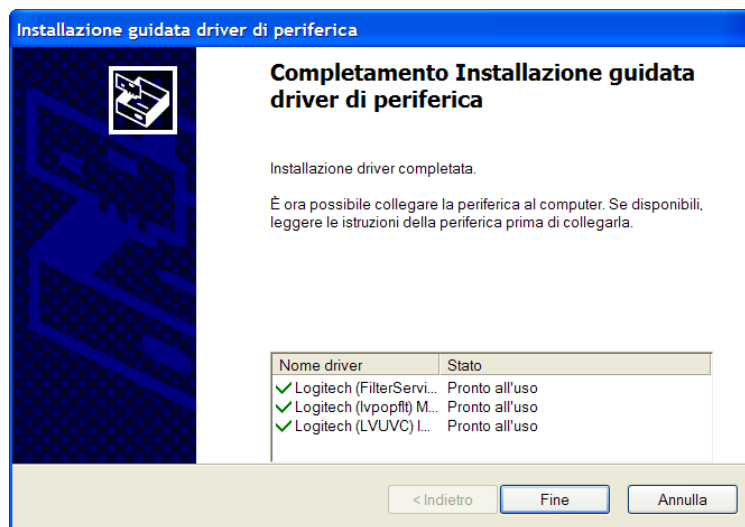 Installazione guidata driver di periferica
Completamento Installazione guidata
driver di periferica
Installazione driver completata.
È ora possibile collegare la periferica al computer. Se disponibili,
leggere le istruzioni della periferica prima di collegarla.
Nome driver Stato
Logitech (FilterServi... Pronto all'uso
Logitech (lvpopflt) M... Pronto all'uso
Logitech (LVUVC) I... Pronto all'uso
< Indietro Fine Annulla